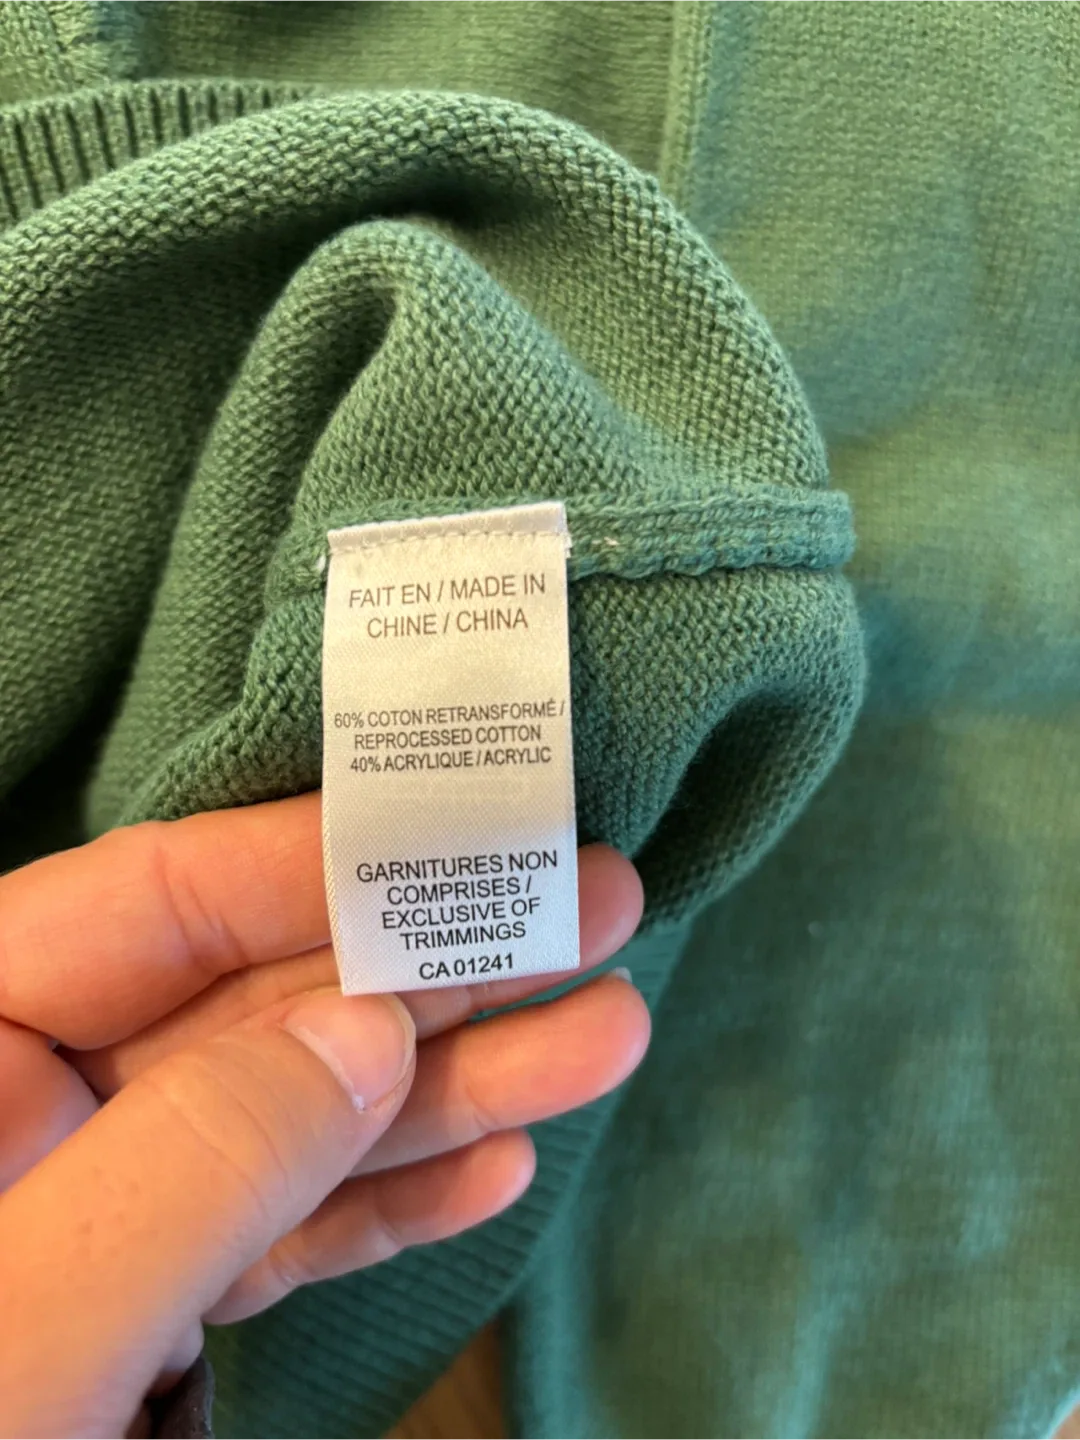 FAIT EN / MADE IN
CHINE / CHINA
60% COTON RETRANSFORMÉ /
REPROCESSED COTTON
40% ACRYLIQUE / ACRYLIC
GARNITURES NON
COMPRISES /
EXCLUSIVE OF
TRIMMINGS
CA 01241